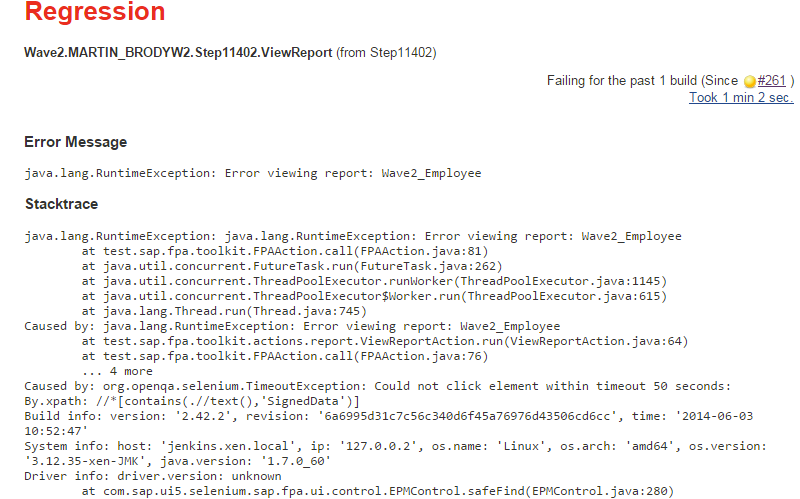 Regression
Wave2.MARTIN_BRODYW2.Step11402.ViewReport (from Step11402)
Failing for the past 1 build (Since #261 )
Took 1 min 2 sec.
Error Message
java.lang.RuntimeException: Error viewing report: Wave2_Employee
Stacktrace
java.lang.RuntimeException: java.lang.RuntimeException: Error viewing report: Wave2_Employee
at test.sap.fpa.toolkit.FPAAction.call(FPAAction.java:81)
at java.util.concurrent.FutureTask.run(FutureTask.java:262)
at java.util.concurrent.ThreadPoolExecutor.runWorker(ThreadPoolExecutor.java:1145)
at java.util.concurrent.ThreadPoolExecutor$Worker.run(ThreadPoolExecutor.java:615)
at java.lang.Thread.run(Thread.java:745)
Caused by: java.lang.RuntimeException: Error viewing report: Wave2_Employee
at test.sap.fpa.toolkit.actions.report.ViewReportAction.run(ViewReportAction.java:64)
at test.sap.fpa.toolkit.FPAAction.call(FPAAction.java:76)
... 4 more
Caused by: org.openqa.selenium.TimeoutException: Could not click element within timeout 50 seconds:
By.xpath: //*[contains(.//text(),'SignedData')]
Build info: version: '2.42.2', revision: '6a6995d31c7c56c340d6f45a76976d43506cd6cc', time: '2014-06-03
10:52:47'
System info: host: 'jenkins.xen.local', ip: '127.0.0.2', os.name: 'Linux', os.arch: 'amd64', os.version:
'3.12.35-xen-JMK', java.version: '1.7.0_60'
Driver info: driver.version: unknown
at com.sap.ui5.selenium.sap.fpa.ui.control.EPMControl.safeFind(EPMControl.java:280)